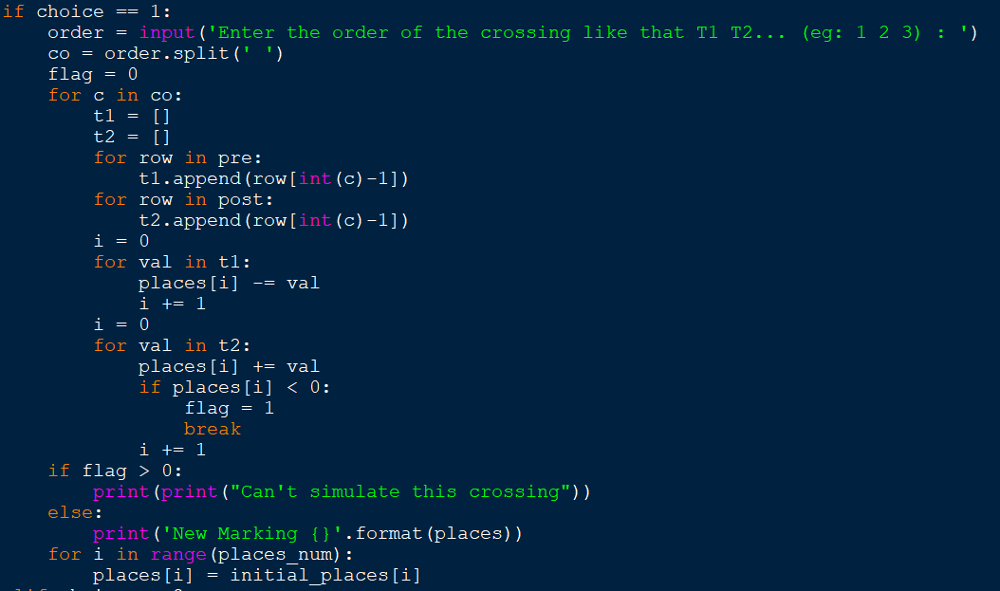 if choice == 1:
    order = input('Enter the order of the crossing like that T1 T2... (eg: 1 2 3) : ')
    co = order.split(' ')
    flag = 0
    for c in co:
        t1 = []
        t2 = []
        for row in pre:
            t1.append(row[int(c)-1])
        for row in post:
            t2.append(row[int(c)-1])
        i = 0
        for val in t1:
            places[i] -= val
            i += 1
        i = 0
        for val in t2:
            places[i] += val
            if places[i] < 0:
                flag = 1
                break
            i += 1
    if flag > 0:
        print(print("Can't simulate this crossing"))
    else:
        print('New Marking {}'.format(places))
    for i in range(places_num):
        places[i] = initial_places[i]